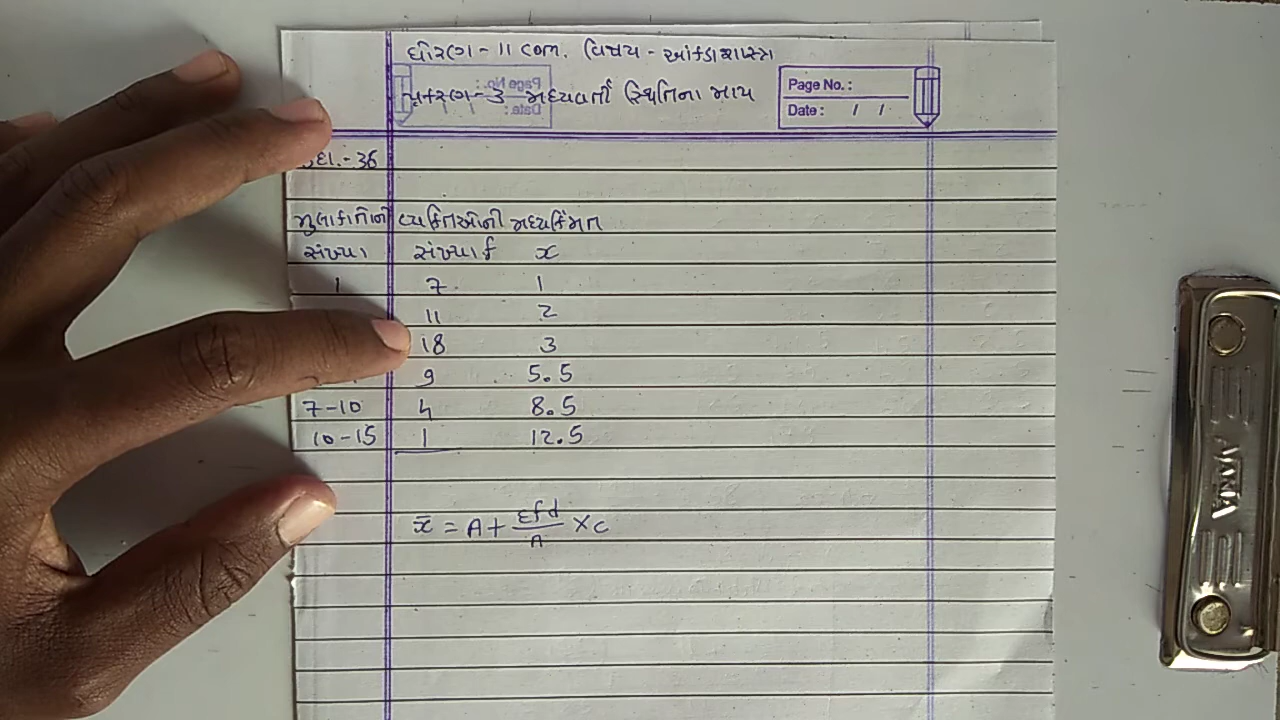 ધોરણ - 11 com. વિષય - આંકડાશાસ્ત્ર
પ્રકરણ - 3 મધ્યવર્તી સ્થિતિના માપ
Page No. :
Date : / /
દા.-36
મુલાકાતોની વ્યકિતઓની મધ્યકિંમત
સંખ્યા સંખ્યા f x
1 7 1
11 2
18 3
9 5.5
7-10 4 8.5
10-15 1 12.5
x̄ = A + Σfd/n × C
AJANTA